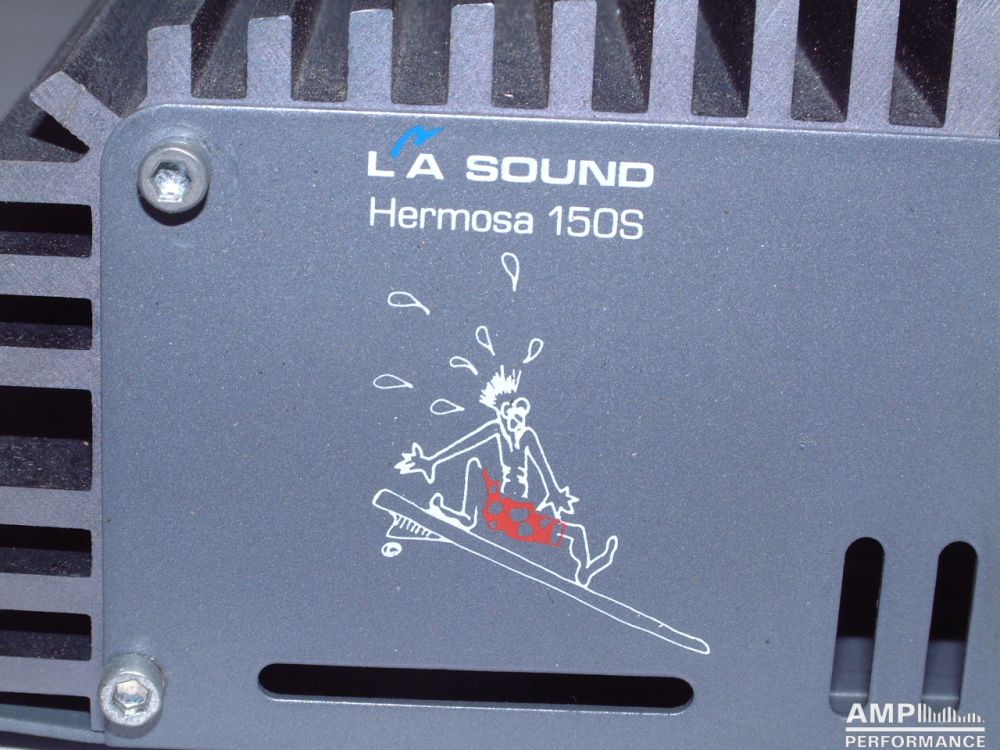 L'A SOUND
Hermosa 150S
AMP
PERFORMANCE